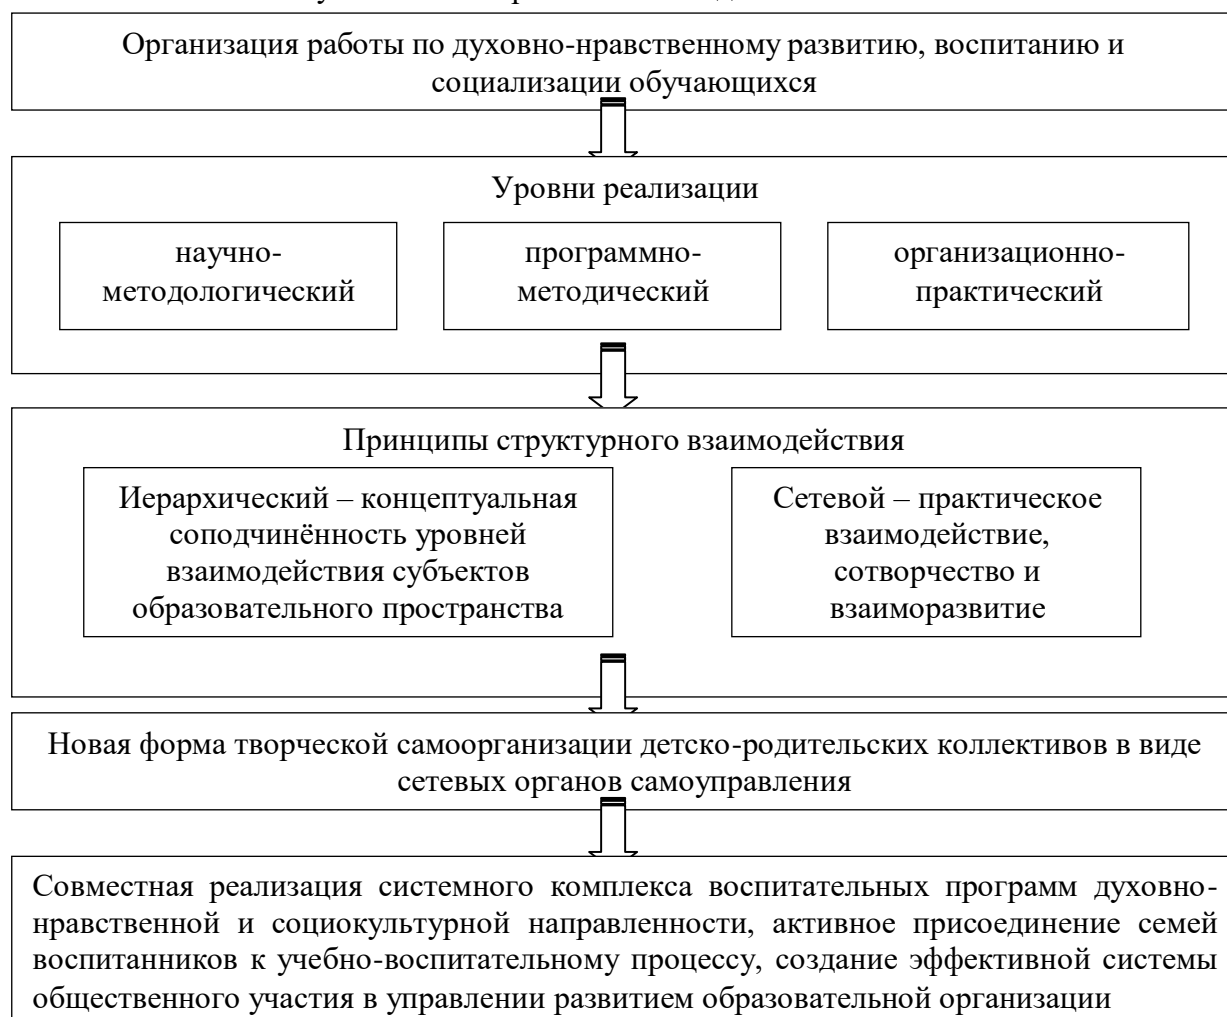 Организация работы по духовно-нравственному развитию, воспитанию и
социализации обучающихся
Уровни реализации
научно-
методологический
программно-
методический
организационно-
практический
Принципы структурного взаимодействия
Иерархический – концептуальная
соподчинённость уровней
взаимодействия субъектов
образовательного пространства
Сетевой – практическое
взаимодействие,
сотворчество и
взаиморазвитие
Новая форма творческой самоорганизации детско-родительских коллективов в виде
сетевых органов самоуправления
Совместная реализация системного комплекса воспитательных программ духовно-
нравственной и социокультурной направленности, активное присоединение семей
воспитанников к учебно-воспитательному процессу, создание эффективной системы
общественного участия в управлении развитием образовательной организации